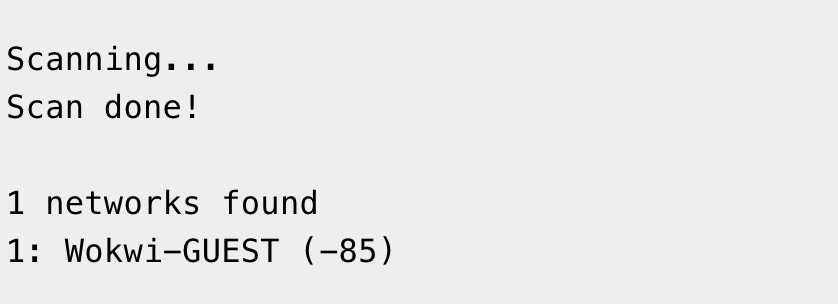 Scanning...
Scan done!
1 networks found
1: Wokwi-GUEST (-85)